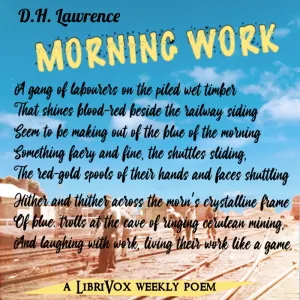 D.H. Lawrence
MORNING WORK
A gang of labourers on the piled wet timber
That shines blood-red beside the railway siding
Seem to be making out of the blue of the morning
Something faery and fine, the shuttles sliding,
The red-gold spools of their hands and faces shuttling
Hither and thither across the morn's crystalline frame
Of blue: trolls at the cave of ringing cerulean mining,
And laughing with work, living their work like a game.
A LIBRIVOX WEEKLY POEM